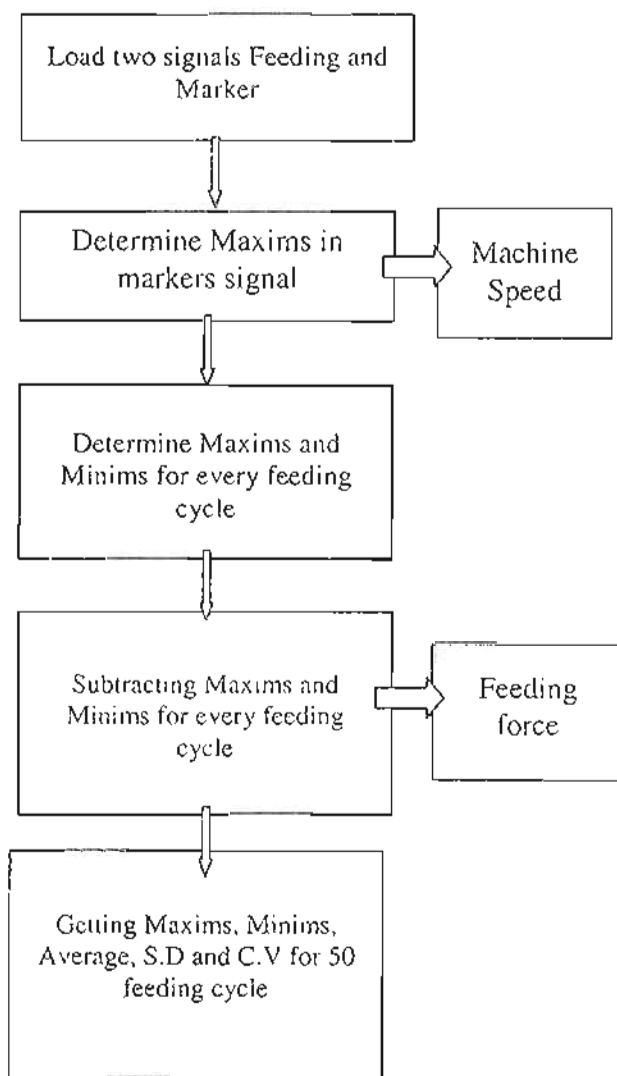 Load two signals Feeding and
Marker
Determine Maxims in
markers signal
Machine
Speed
Determine Maxims and
Minims for every feeding
cycle
Subtracting Maxims and
Minims for every feeding
cycle
Feeding
force
Getting Maxims, Minims,
Average, S.D and C.V for 50
feeding cycle